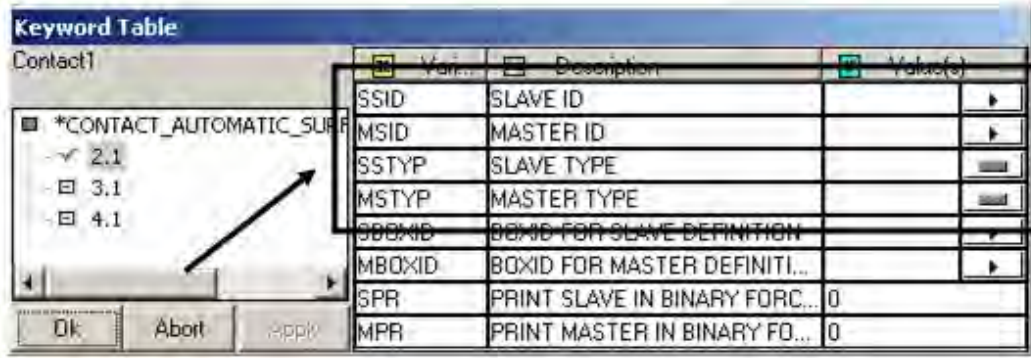 Keyword Table
Contact1
Vari... Description Value(s)
*CONTACT_AUTOMATIC_SURF
2.1
3.1
4.1
SSID SLAVE ID
MSID MASTER ID
SSTYP SLAVE TYPE
MSTYP MASTER TYPE
SBOXID BOXID FOR SLAVE DEFINITION
MBOXID BOXID FOR MASTER DEFINITI...
SPR PRINT SLAVE IN BINARY FORC... 0
MPR PRINT MASTER IN BINARY FO... 0
Ok Abort Apply